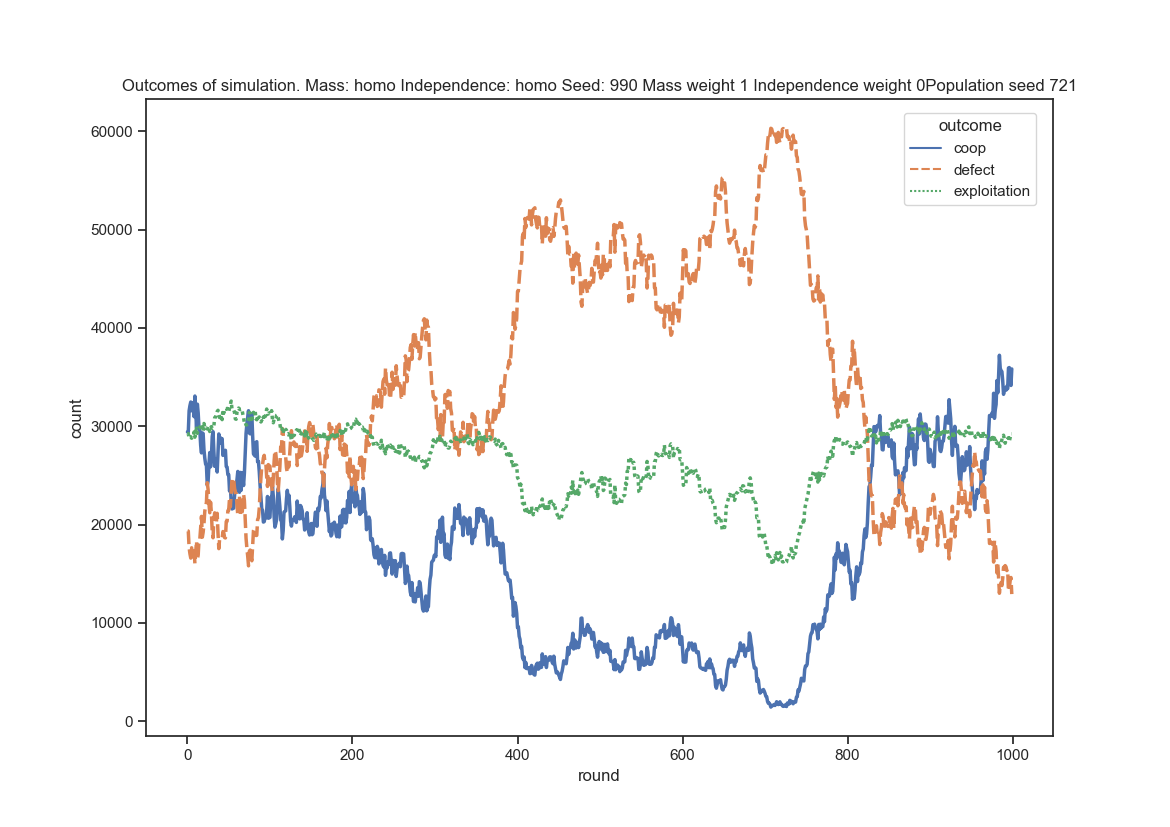 Outcomes of simulation. Mass: homo Independence: homo Seed: 990 Mass weight 1 Independence weight 0Population seed 721
outcome
coop
defect
exploitation
60000
50000
40000
30000
20000
10000
0
count
0 200 400 600 800 1000
round